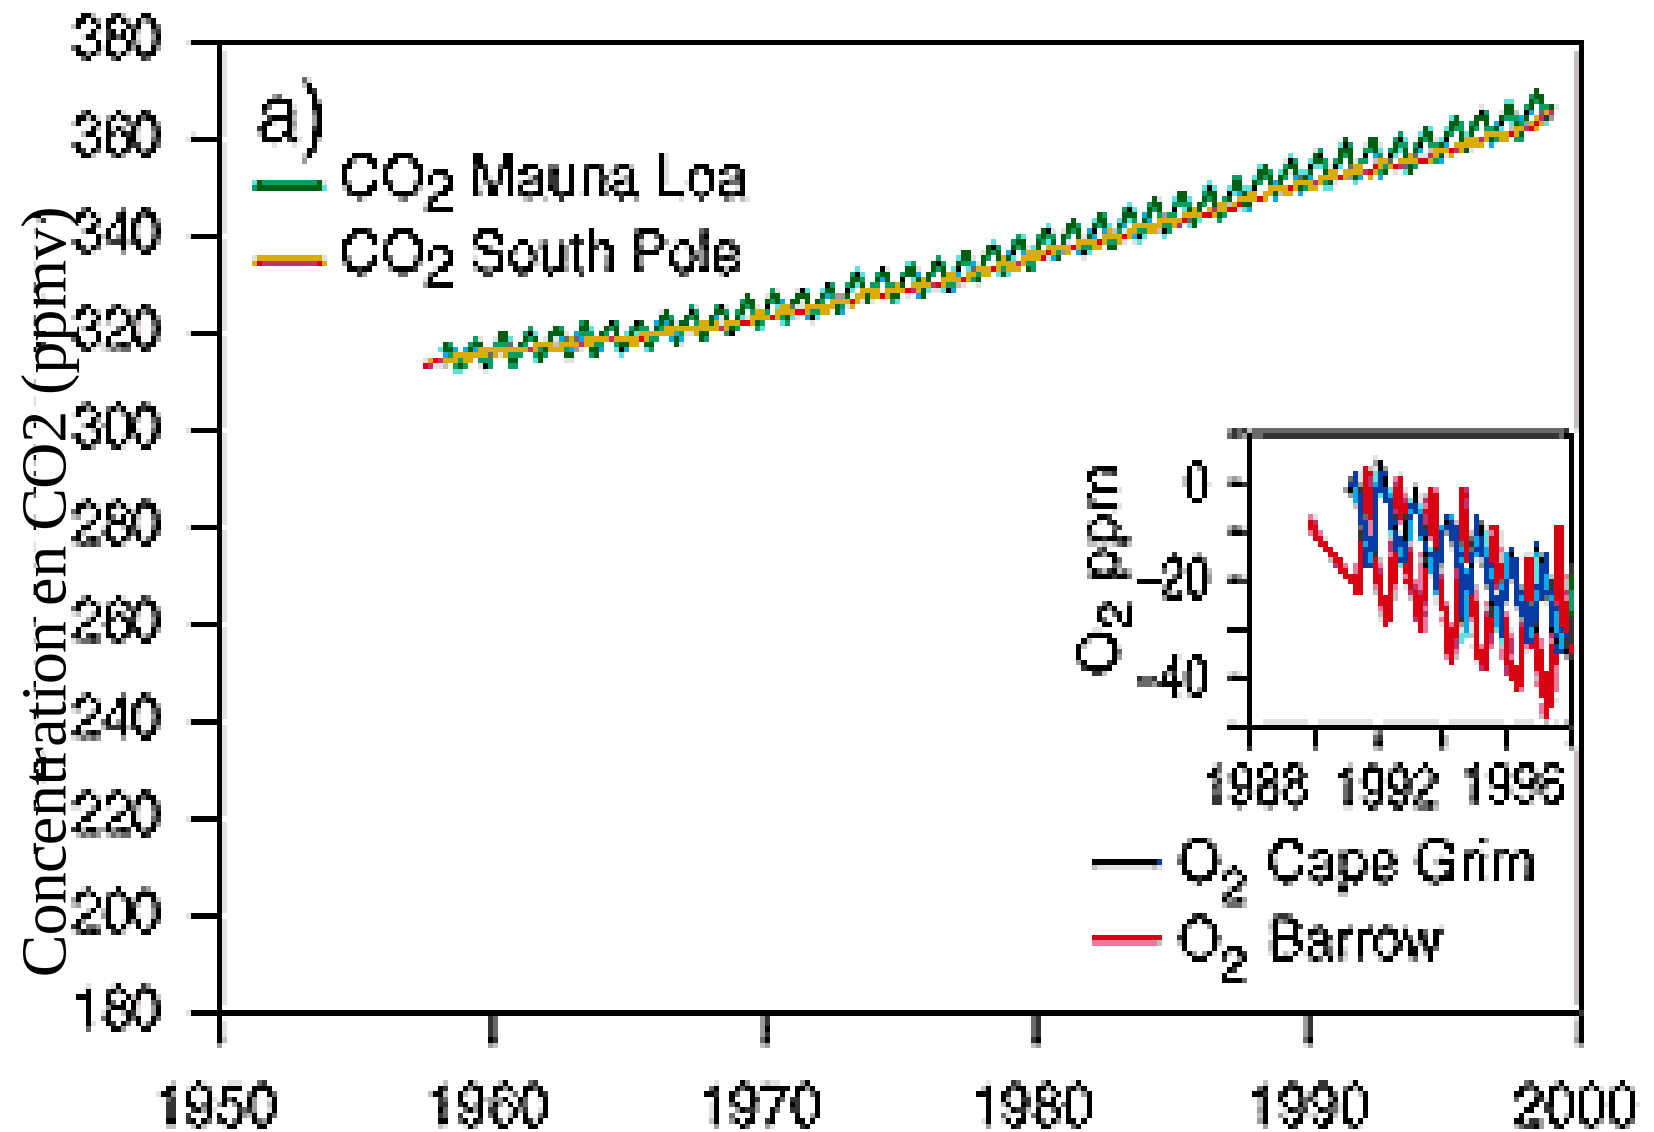 Concentration en CO2 (ppmv)
380
360
340
320
300
280
260
240
220
200
180
a)
CO2 Mauna Loa
CO2 South Pole
O2 ppm
0
–20
–40
1988 1992 1996
O2 Cape Grim
O2 Barrow
1950 1960 1970 1980 1990 2000